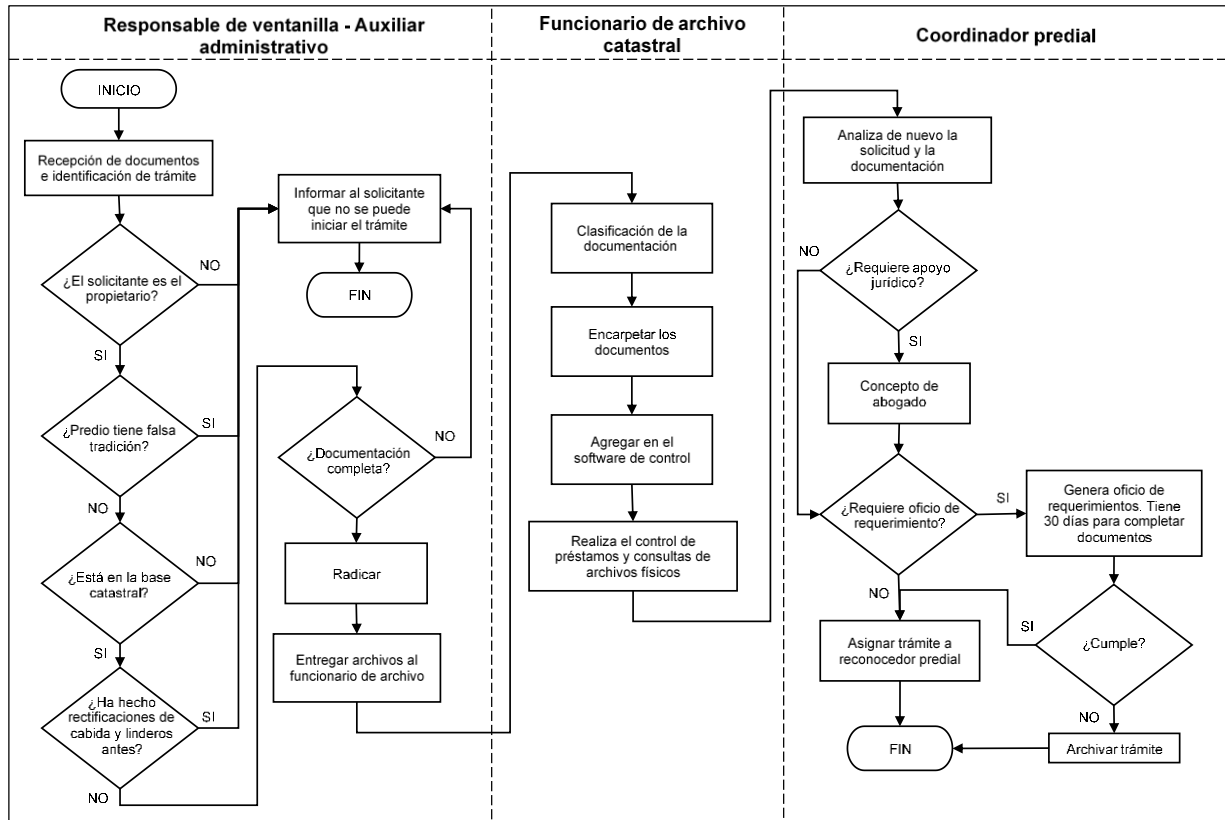 Responsable de ventanilla - Auxiliar
administrativo
INICIO
Recepción de documentos
e identificación de trámite
¿El solicitante es el
propietario?
NO
SI
¿Predio tiene falsa
tradición?
SI
NO
¿Está en la base
catastral?
NO
SI
¿Ha hecho
rectificaciones de
cabida y linderos
antes?
SI
NO
Informar al solicitante
que no se puede
iniciar el trámite
FIN
¿Documentación
completa?
NO
SI
Radicar
Entregar archivos al
funcionario de archivo
Funcionario de archivo
catastral
Clasificación de la
documentación
Encarpetar los
documentos
Agregar en el
software de control
Realiza el control de
préstamos y consultas de
archivos físicos
Coordinador predial
Analiza de nuevo la
solicitud y la
documentación
NO
¿Requiere apoyo
jurídico?
SI
Concepto de
abogado
¿Requiere oficio de
requerimiento?
SI
Genera oficio de
requerimientos. Tiene
30 días para completar
documentos
NO
SI
¿Cumple?
Asignar trámite a
reconocedor predial
NO
FIN
Archivar trámite